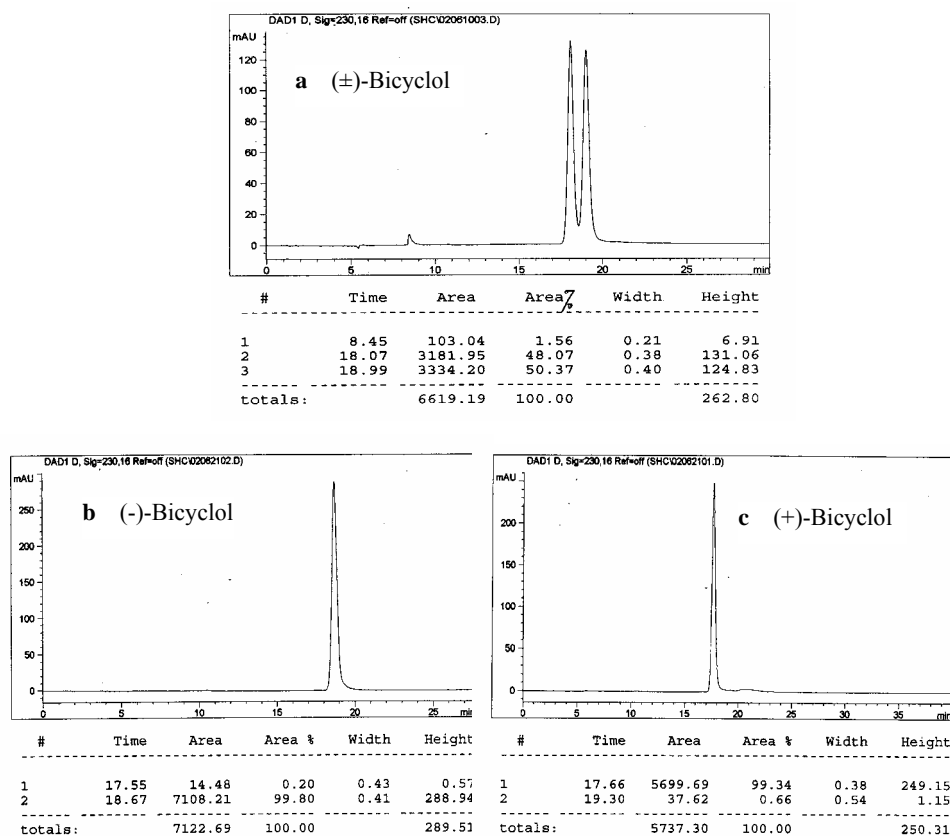 DAD1 D, Sig=230,16 Ref=off (SHC\02061003.D)
mAU
a (±)-Bicyclol
120
100
80
60
40
20
0
0 5 10 15 20 25 min
# Time Area Area% Width Height
1 8.45 103.04 1.56 0.21 6.91
2 18.07 3181.95 48.07 0.38 131.06
3 18.99 3334.20 50.37 0.40 124.83
totals: 6619.19 100.00 262.80
DAD1 D, Sig=230,16 Ref=off (SHC\02062102.D)
mAU
b (-)-Bicyclol
250
200
150
100
50
0
0 5 10 15 20 25 min
# Time Area Area % Width Height
1 17.55 14.48 0.20 0.43 0.57
2 18.67 7108.21 99.80 0.41 288.94
totals: 7122.69 100.00 289.51
DAD1 D, Sig=230,16 Ref=off (SHC\02062101.D)
mAU
c (+)-Bicyclol
200
150
100
50
0
0 5 10 15 20 25 30 35 min
# Time Area Area % Width Height
1 17.66 5699.69 99.34 0.38 249.15
2 19.30 37.62 0.66 0.54 1.15
totals: 5737.30 100.00 250.31